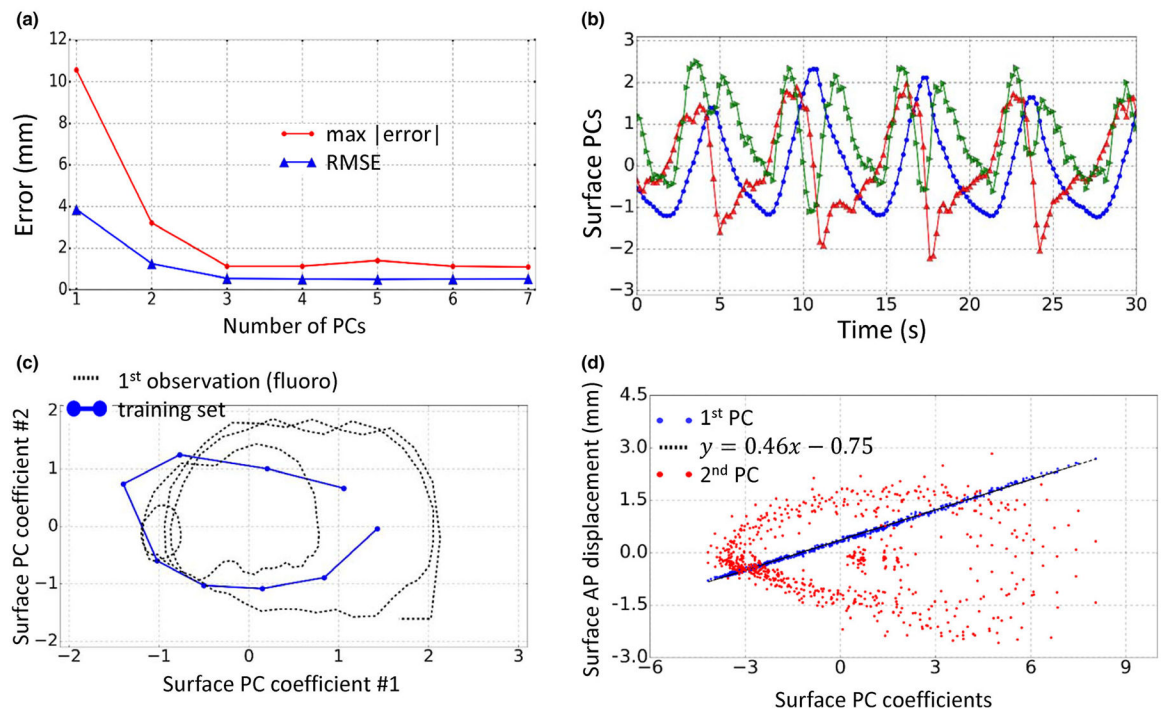 (a)
12
10
8
6
4
2
0
Error (mm)
max |error|
RMSE
1 2 3 4 5 6 7
Number of PCs
(b)
3
2
1
0
−1
−2
−3
Surface PCs
0 5 10 15 20 25 30
Time (s)
(c)
1st observation (fluoro)
training set
2
1
0
−1
−2
Surface PC coefficient #2
−2 −1 0 1 2 3
Surface PC coefficient #1
(d)
4.5
3.0
1.5
0.0
-1.5
-3.0
Surface AP displacement (mm)
1st PC
y = 0.46x − 0.75
2nd PC
−6 −3 0 3 6 9
Surface PC coefficients